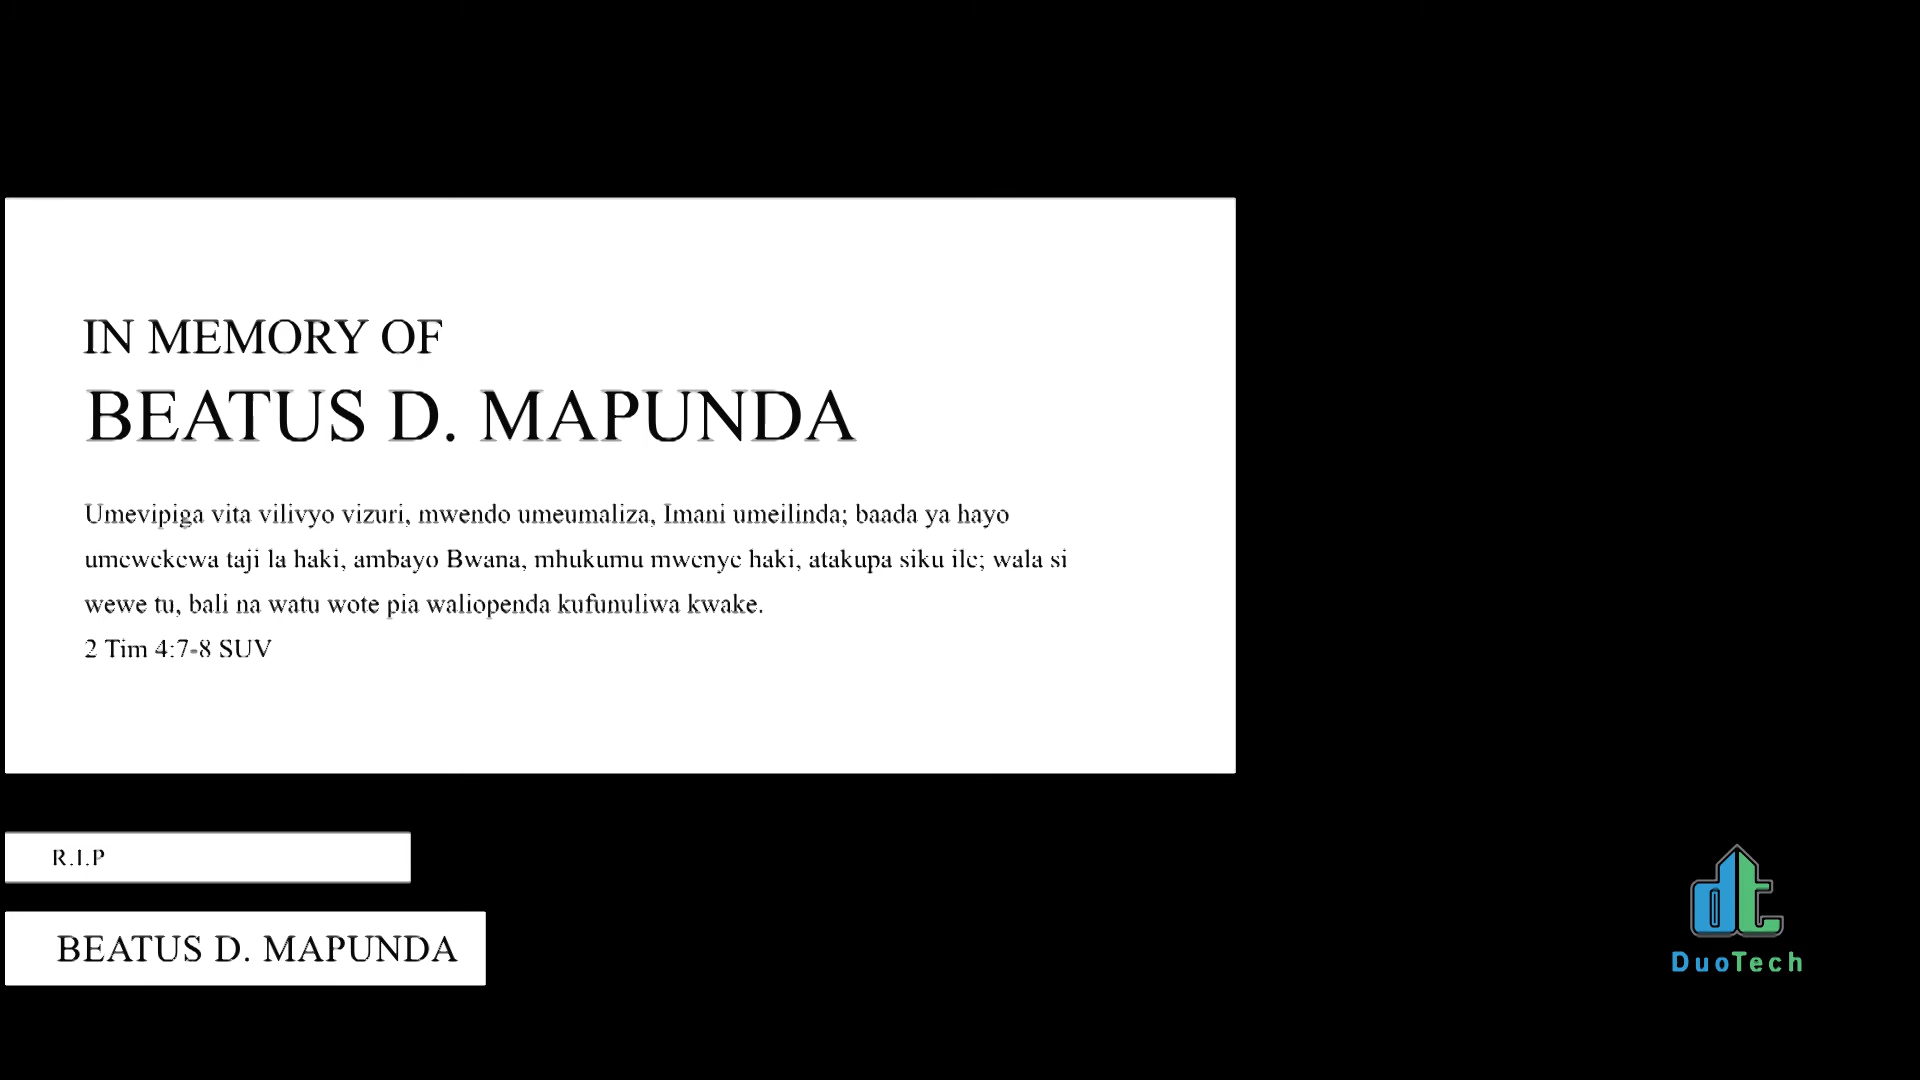 IN MEMORY OF
BEATUS D. MAPUNDA
Umevipiga vita vilivyo vizuri, mwendo umeumaliza, Imani umeilinda; baada ya hayo
umewekewa taji la haki, ambayo Bwana, mhukumu mwenye haki, atakupa siku ile; wala si
wewe tu, bali na watu wote pia waliopenda kufunuliwa kwake.
2 Tim 4:7-8 SUV
R.I.P
BEATUS D. MAPUNDA
dt
DuoTech